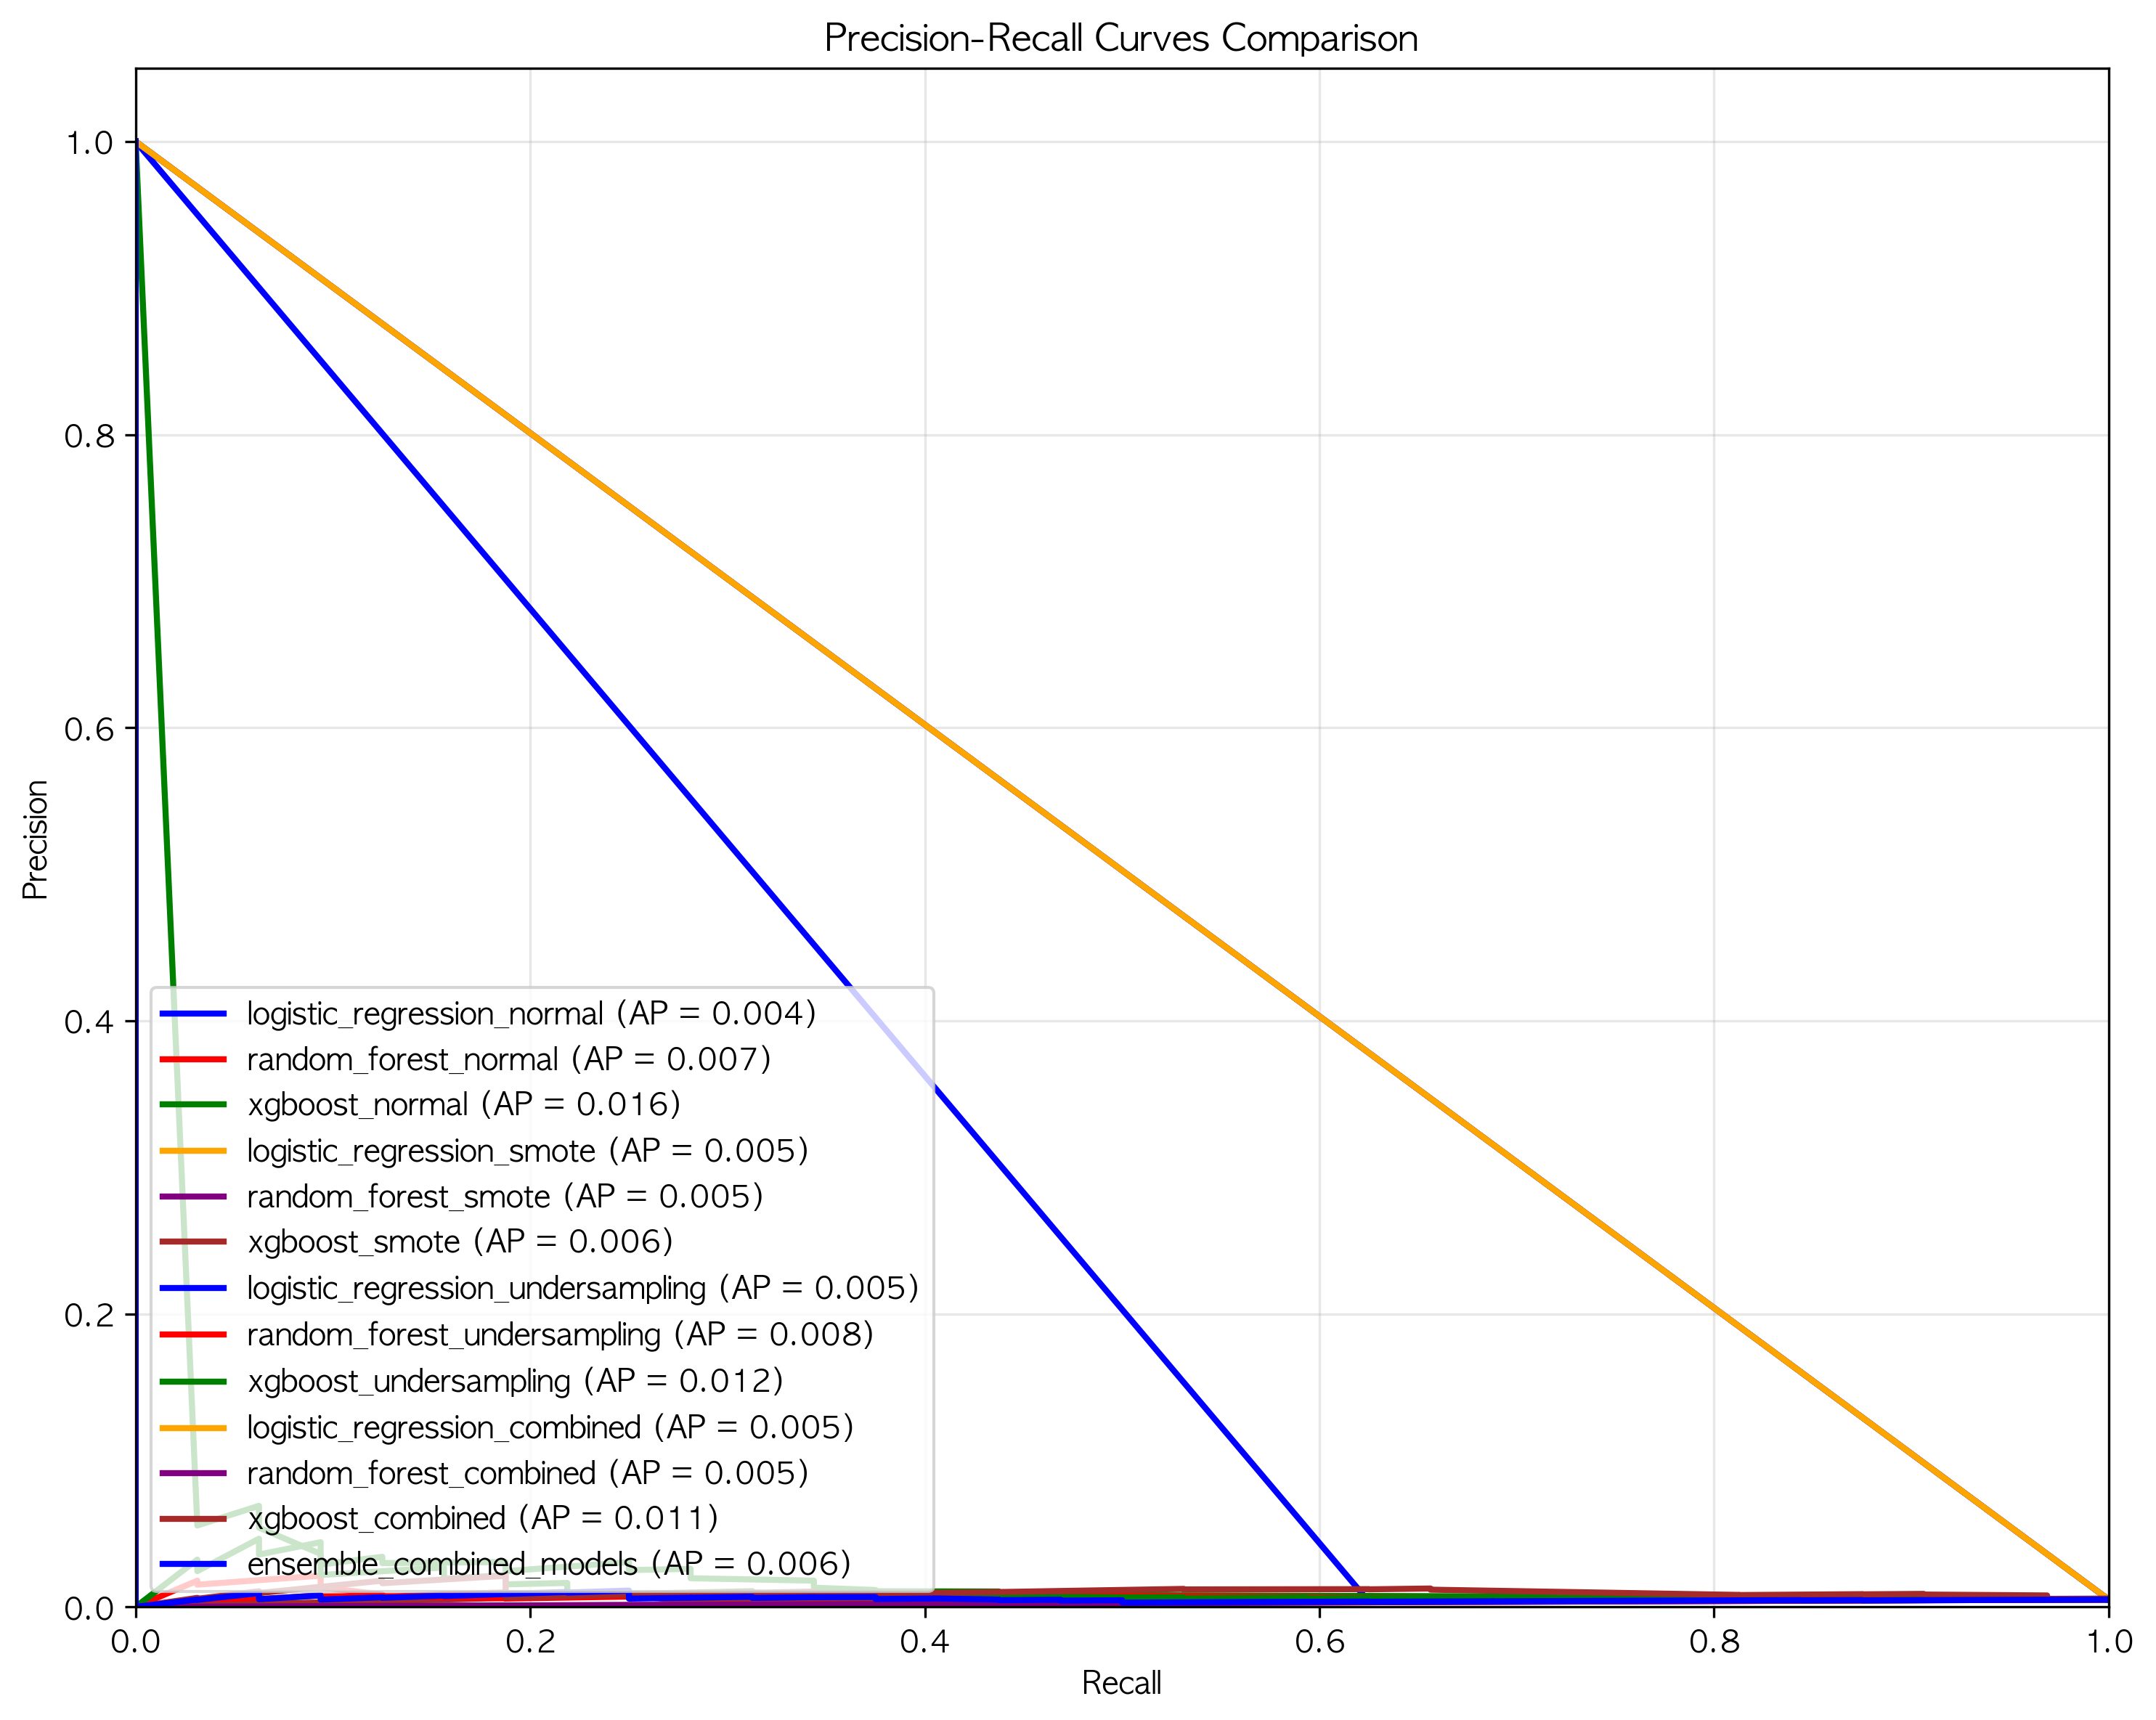 Precision-Recall Curves Comparison
1.0
0.8
0.6
0.4
0.2
0.0
Precision
logistic_regression_normal (AP = 0.004)
random_forest_normal (AP = 0.007)
xgboost_normal (AP = 0.016)
logistic_regression_smote (AP = 0.005)
random_forest_smote (AP = 0.005)
xgboost_smote (AP = 0.006)
logistic_regression_undersampling (AP = 0.005)
random_forest_undersampling (AP = 0.008)
xgboost_undersampling (AP = 0.012)
logistic_regression_combined (AP = 0.005)
random_forest_combined (AP = 0.005)
xgboost_combined (AP = 0.011)
ensemble_combined_models (AP = 0.006)
0.0 0.2 0.4 0.6 0.8 1.0
Recall